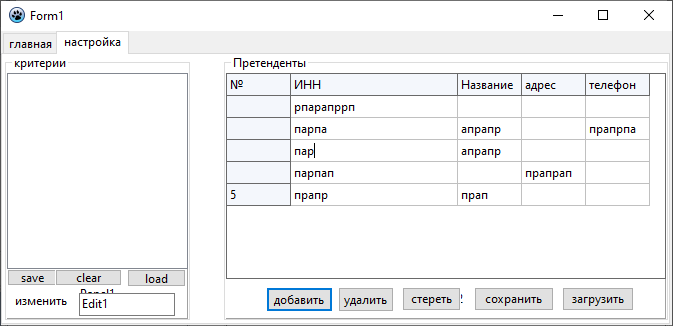 Form1
главная настройка
критерии
save clear load
Panel1
изменить Edit1
Претенденты
№ ИНН Название адрес телефон
рпарапррп
парпа апрапр прапрпа
пар апрапр
парпап прапрап
5 прапр прап
добавить удалить стереть ! сохранить загрузить